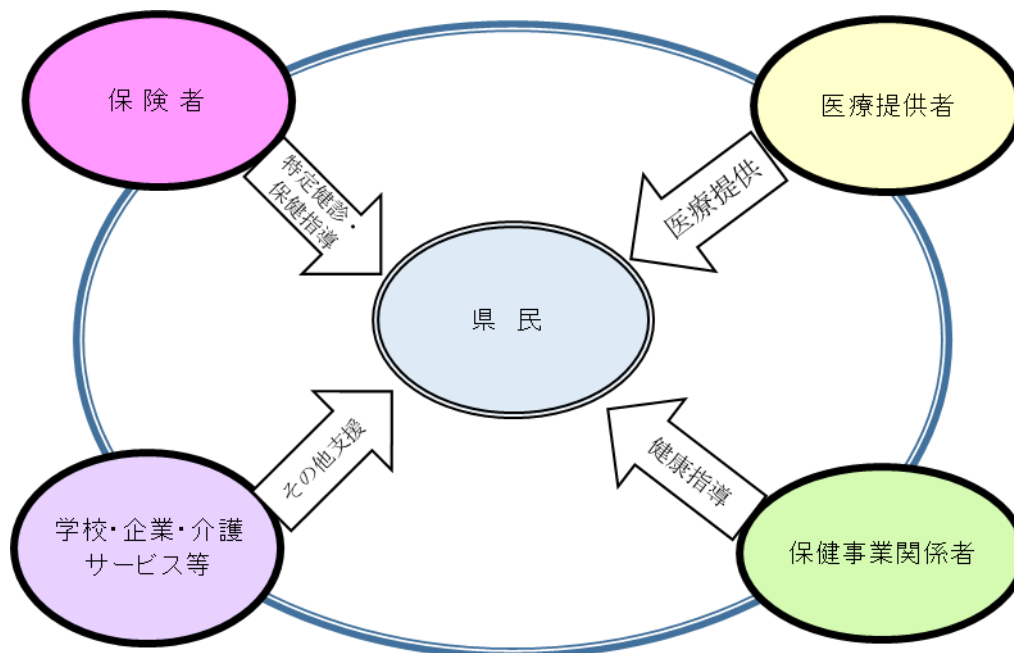 保険者
医療提供者
特定健診・
保健指導
医療提供
県民
その他支援
健康指導
学校・企業・介護
サービス等
保健事業関係者